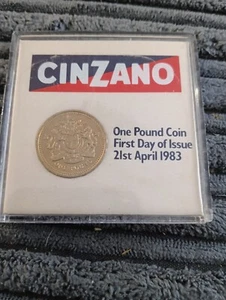 CINZANO
One Pound Coin
First Day of Issue
21st April 1983